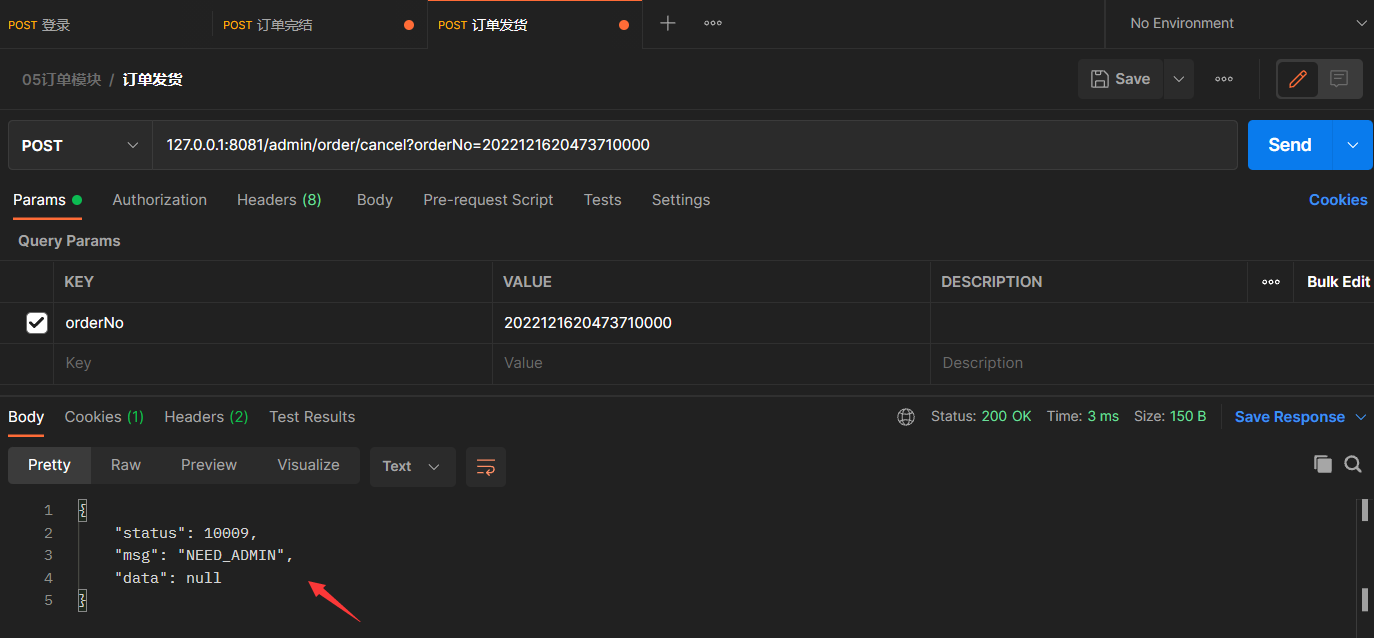 POST 登录 POST 订单完结 POST 订单发货 No Environment
05订单模块 / 订单发货 Save
POST 127.0.0.1:8081/admin/order/cancel?orderNo=2022121620473710000 Send
Params Authorization Headers (8) Body Pre-request Script Tests Settings Cookies
Query Params
KEY VALUE DESCRIPTION Bulk Edit
orderNo 2022121620473710000
Key Value Description
Body Cookies (1) Headers (2) Test Results Status: 200 OK Time: 3 ms Size: 150 B Save Response
Pretty Raw Preview Visualize Text
1 {
2 "status": 10009,
3 "msg": "NEED_ADMIN",
4 "data": null
5 }